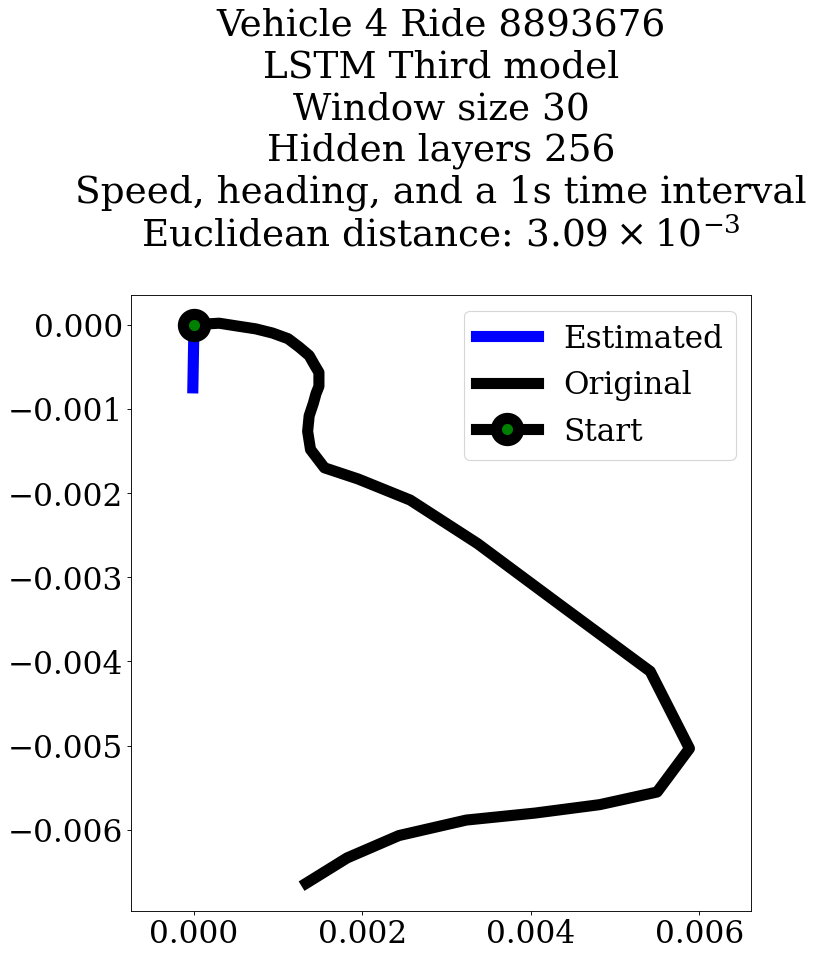 Vehicle 4 Ride 8893676
LSTM Third model
Window size 30
Hidden layers 256
Speed, heading, and a 1s time interval
Euclidean distance: 3.09 × 10⁻³
Estimated
Original
Start
0.000
−0.001
−0.002
−0.003
−0.004
−0.005
−0.006
0.000 0.002 0.004 0.006